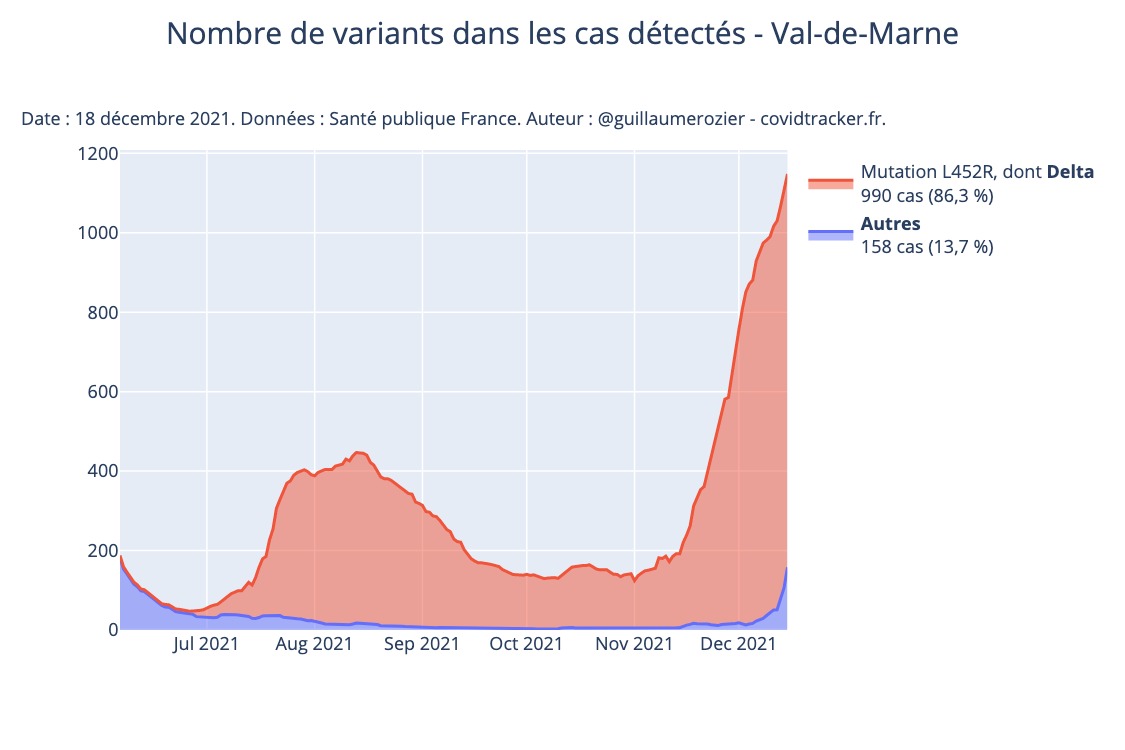 Nombre de variants dans les cas détectés - Val-de-Marne
Date : 18 décembre 2021. Données : Santé publique France. Auteur : @guillaumerozier - covidtracker.fr.
1200
1000
800
600
400
200
0
Jul 2021 Aug 2021 Sep 2021 Oct 2021 Nov 2021 Dec 2021
Mutation L452R, dont Delta
990 cas (86,3 %)
Autres
158 cas (13,7 %)